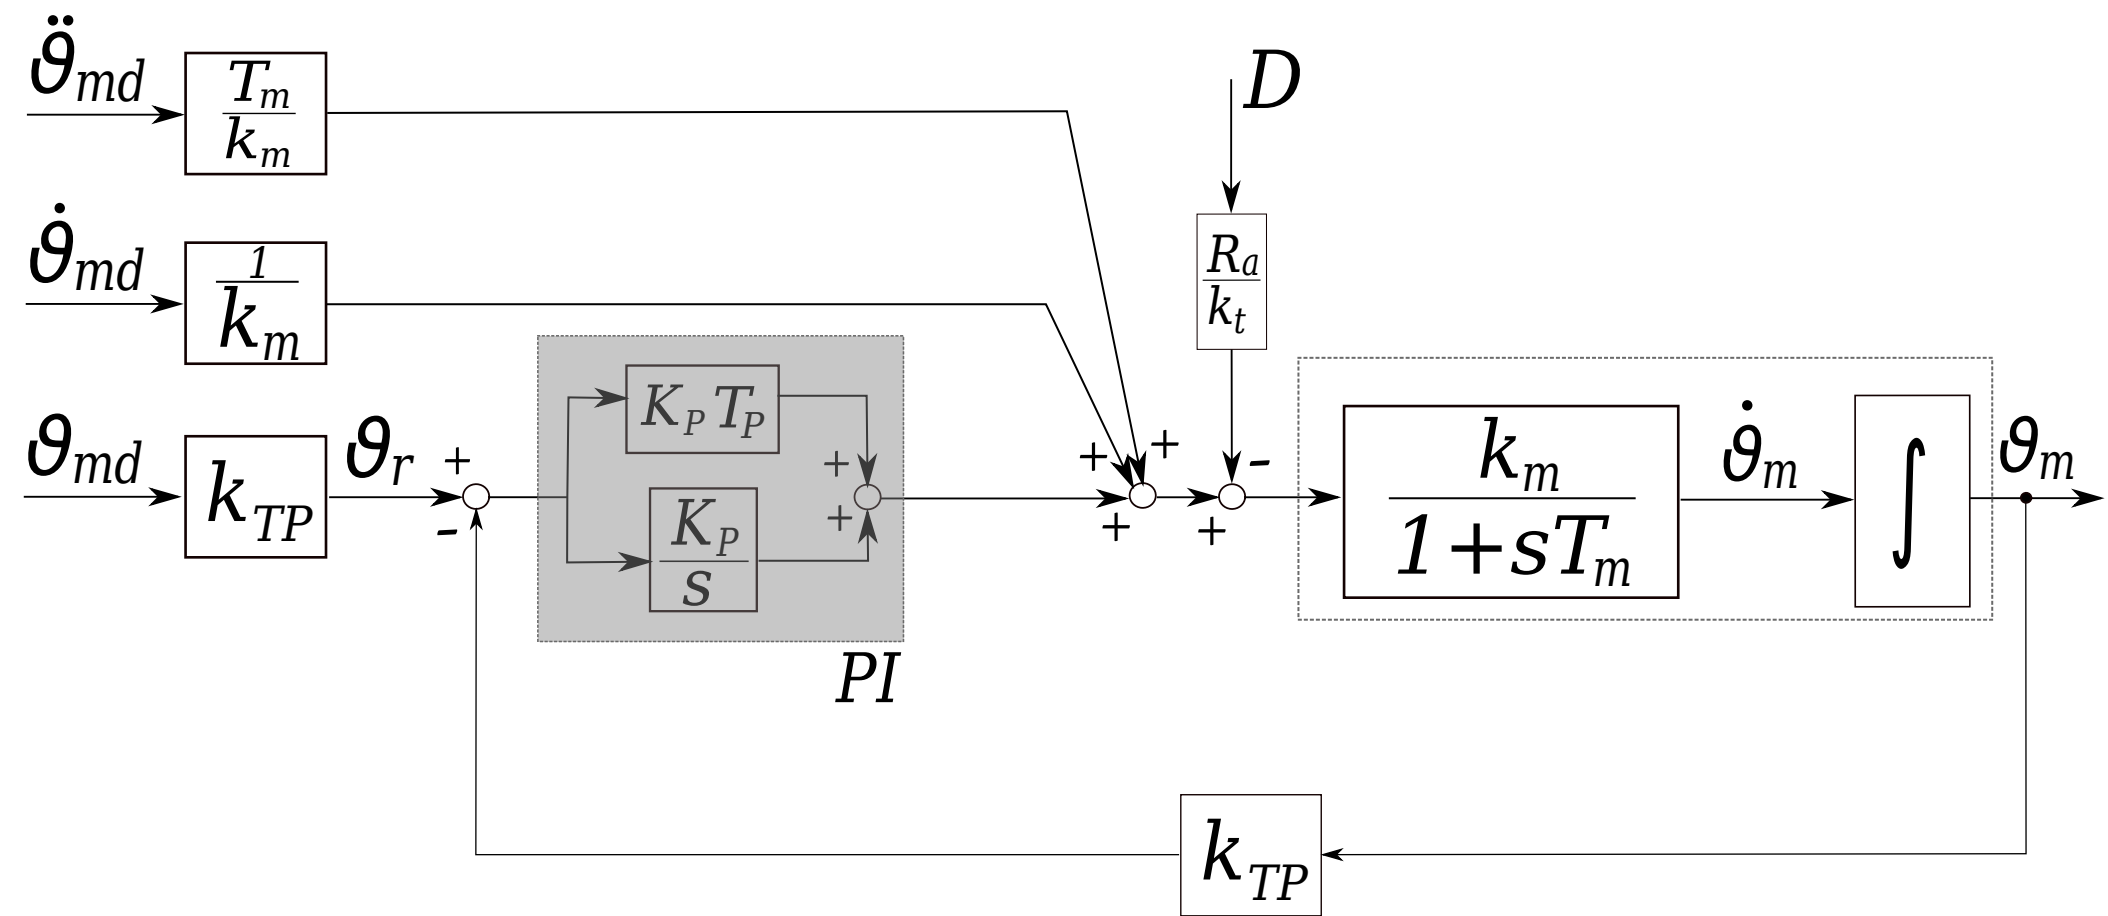 ϑ̈md
Tm
km
D
ϑ̇md
1
km
Ra
kt
KP TP
ϑmd
kTP
ϑr
+
-
KP
s
+
+
+
+
+
-
+
km
1+sTm
ϑ̇m
∫
ϑm
PI
kTP